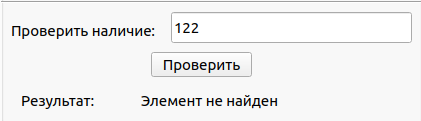 Проверить наличие: 122
Проверить
Результат: Элемент не найден